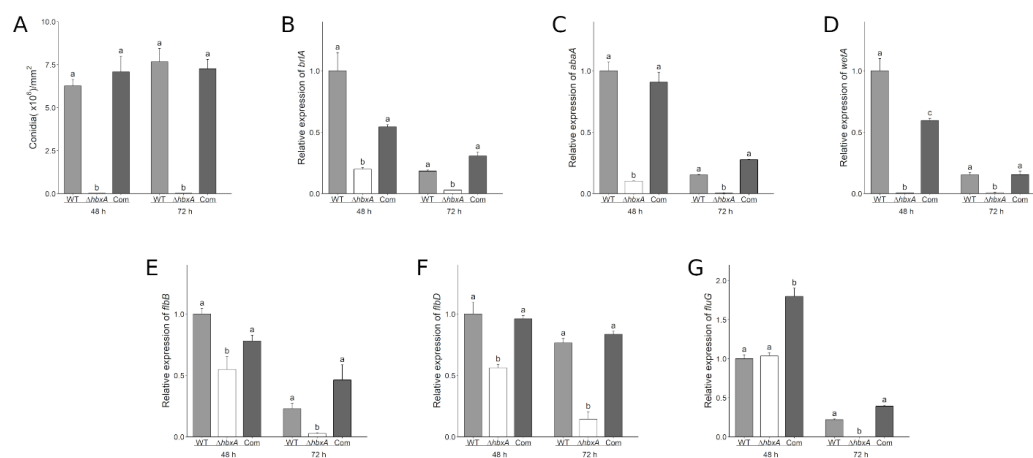 A
Conidia( x10⁶)/mm²
10.0
7.5
5.0
2.5
0.0
a b a a b a
WT ΔhbxA Com WT ΔhbxA Com
48 h 72 h
B
Relative expression of brlA
1.0
0.5
0.0
a b a a b a
WT ΔhbxA Com WT ΔhbxA Com
48 h 72 h
C
Relative expression of abaA
1.0
0.5
0.0
a b a a b a
WT ΔhbxA Com WT ΔhbxA Com
48 h 72 h
D
Relative expression of wetA
1.0
0.5
0.0
a b c a b a
WT ΔhbxA Com WT ΔhbxA Com
48 h 72 h
E
Relative expression of flbB
1.0
0.5
0.0
a b a a b a
WT ΔhbxA Com WT ΔhbxA Com
48 h 72 h
F
Relative expression of flbD
1.0
0.5
0.0
a b a a b a
WT ΔhbxA Com WT ΔhbxA Com
48 h 72 h
G
Relative expression of fluG
2.0
1.5
1.0
0.5
0.0
a a b a b a
WT ΔhbxA Com WT ΔhbxA Com
48 h 72 h